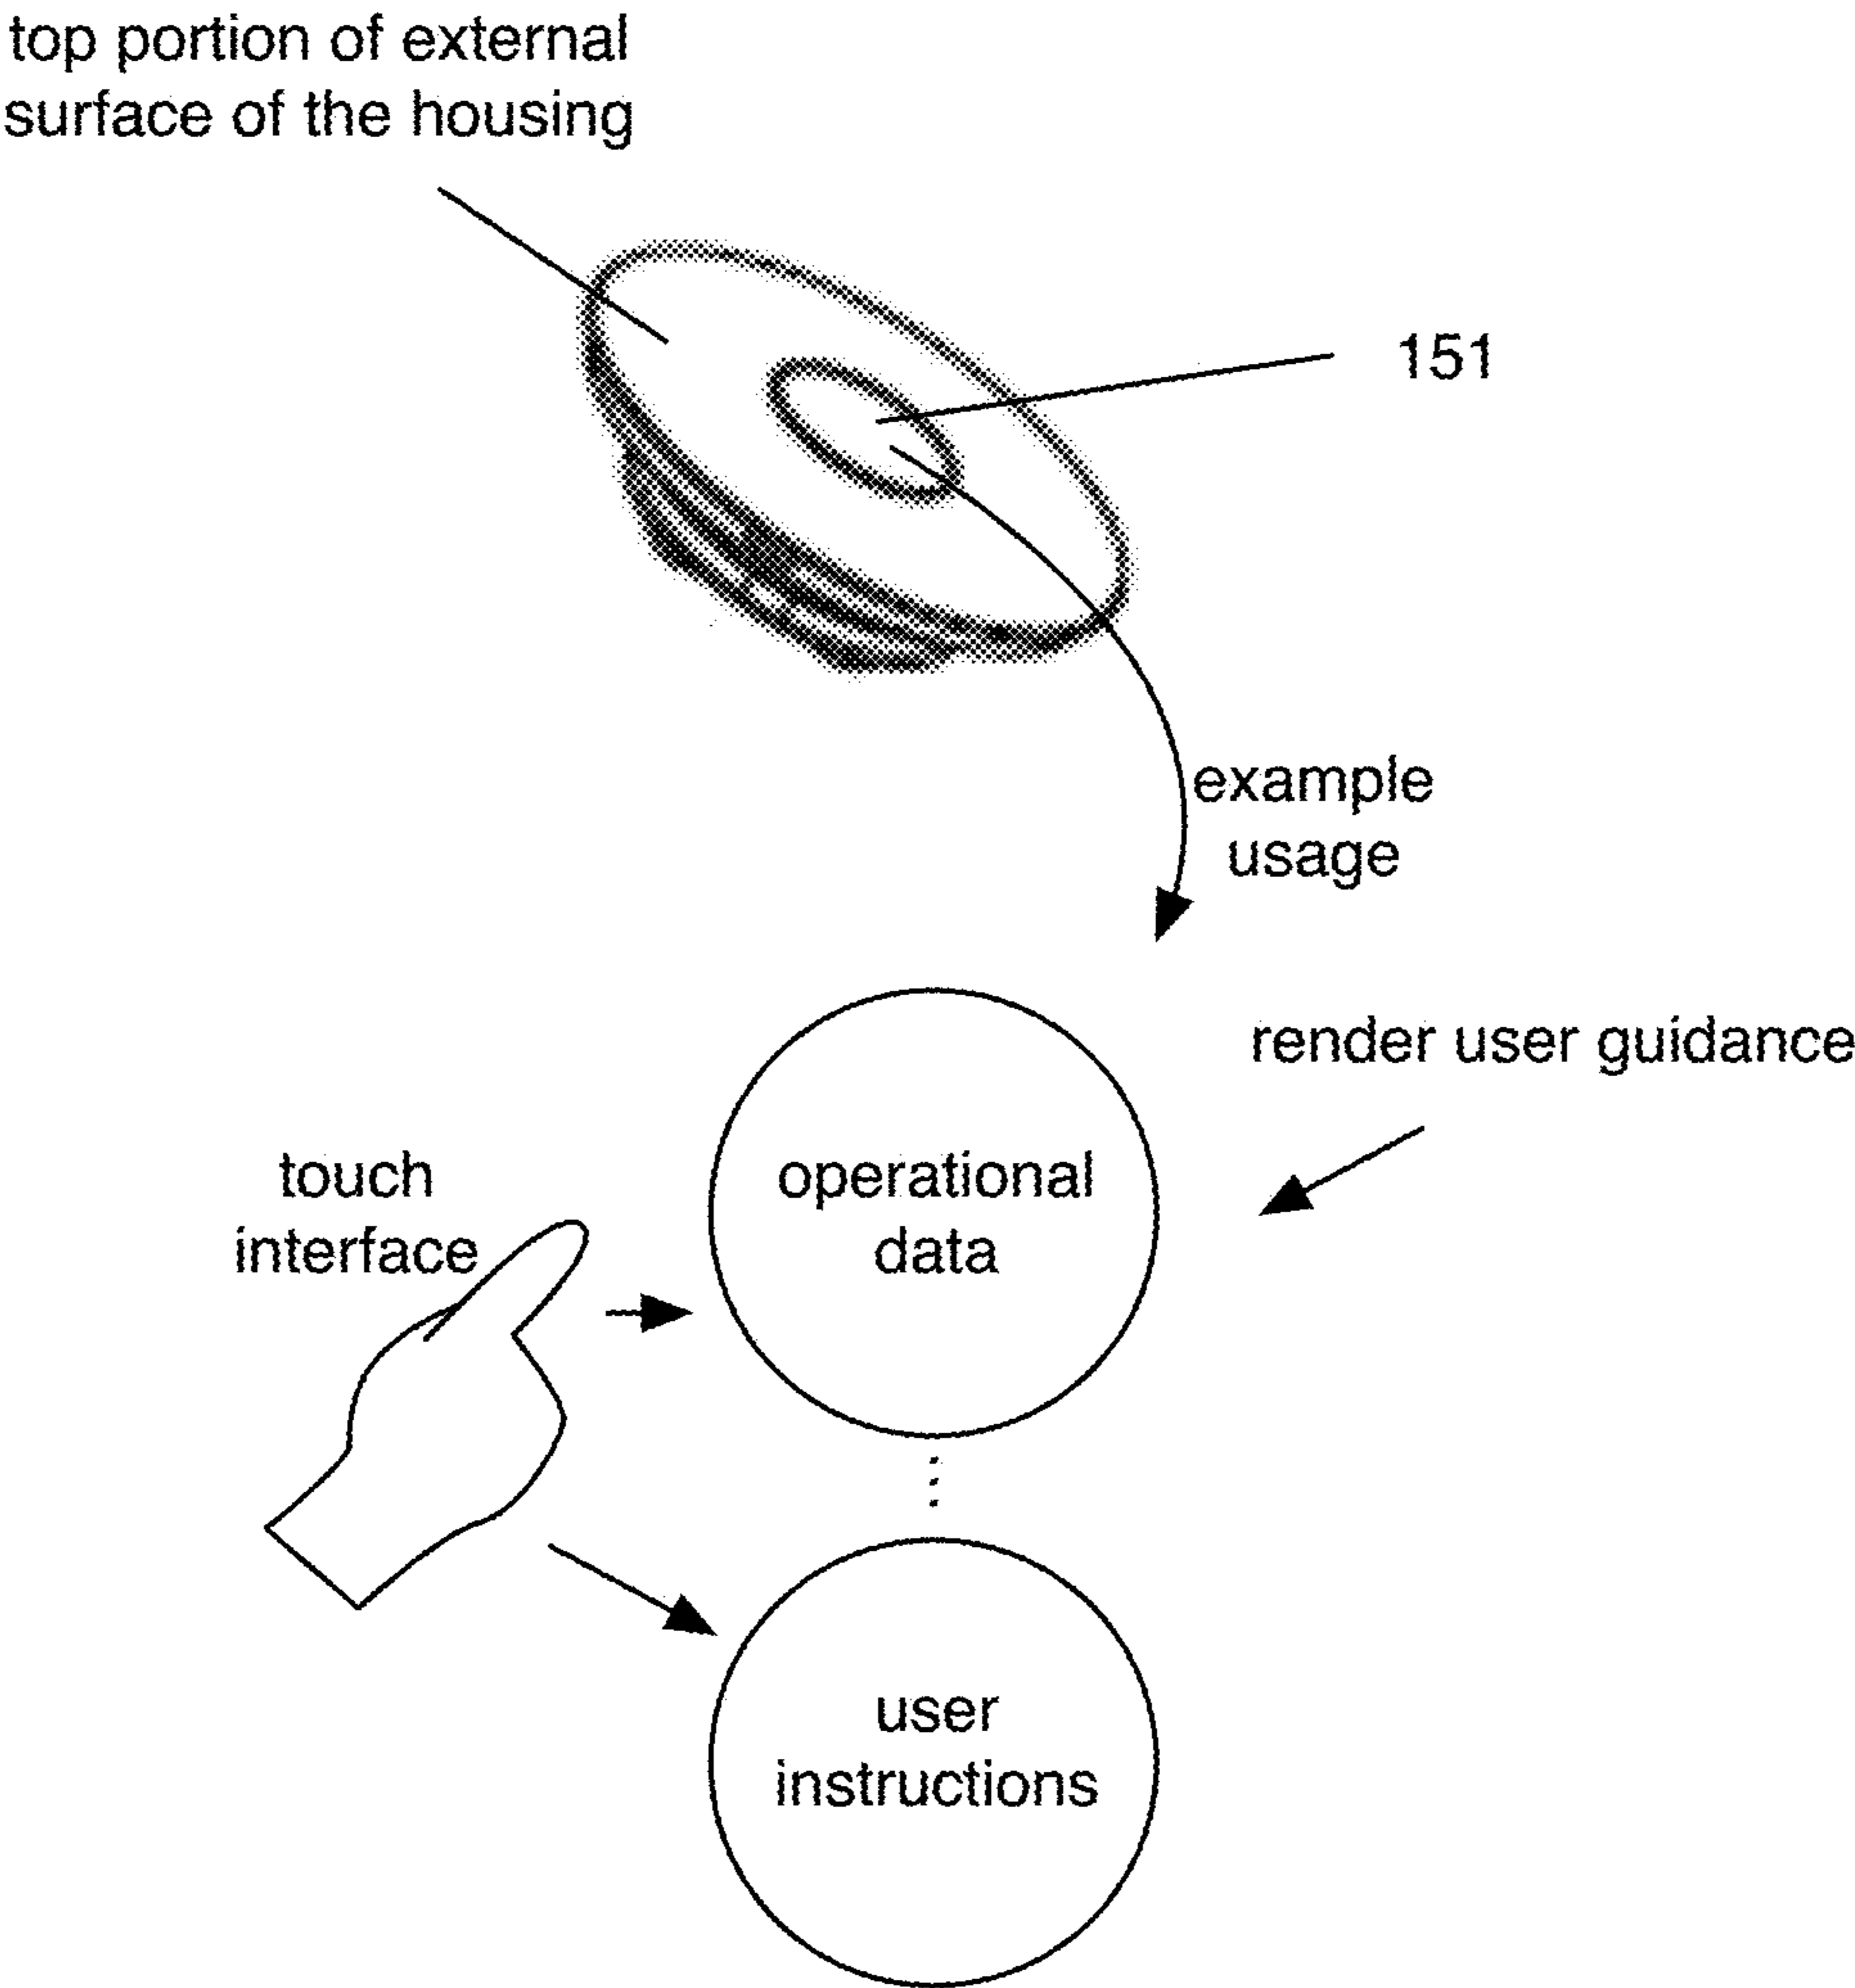 top portion of external
surface of the housing
151
example
usage
render user guidance
touch
interface
operational
data
user
instructions